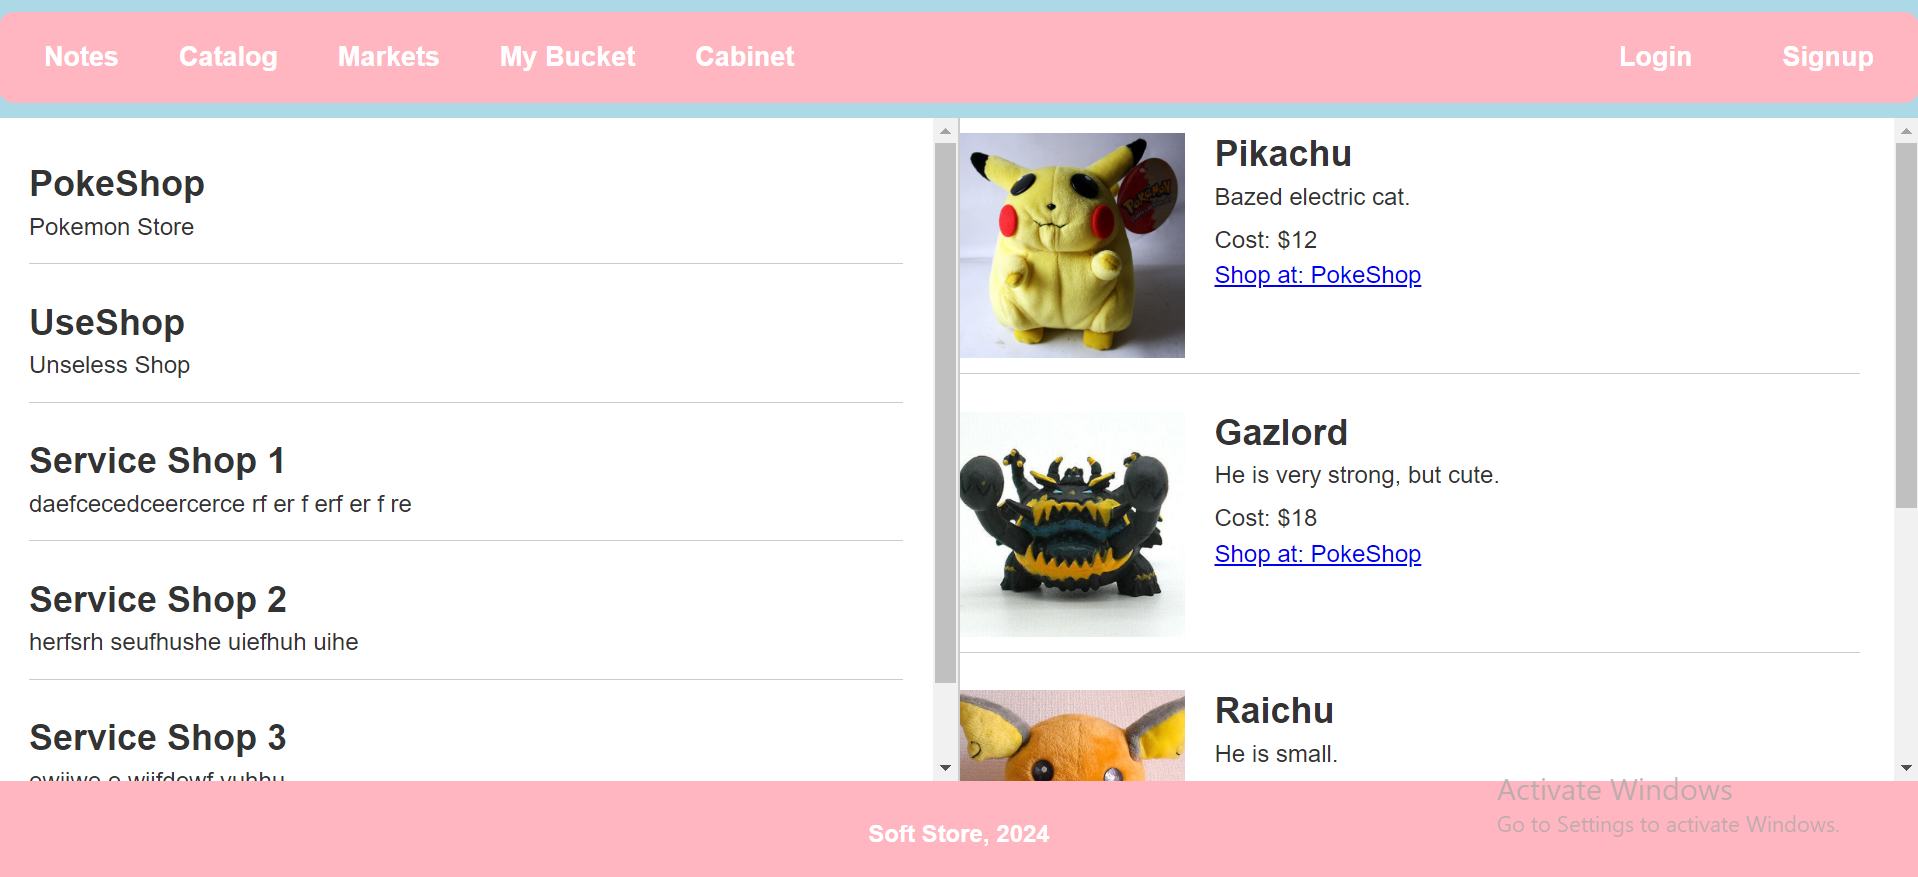 Notes Catalog Markets My Bucket Cabinet Login Signup
PokeShop
Pokemon Store
UseShop
Unseless Shop
Service Shop 1
daefcecedceercerce rf er f erf er f re
Service Shop 2
herfsrh seufhushe uiefhuh uihe
Service Shop 3
Pikachu
Bazed electric cat.
Cost: $12
Shop at: PokeShop
POKEMON
Gazlord
He is very strong, but cute.
Cost: $18
Shop at: PokeShop
Raichu
He is small.
Activate Windows
Go to Settings to activate Windows.
Soft Store, 2024